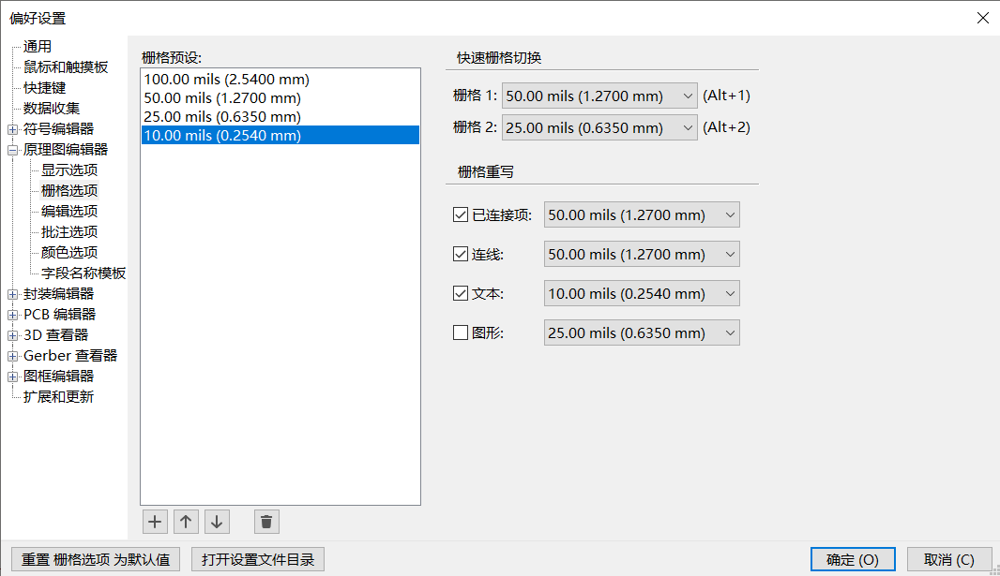 偏好设置
通用
鼠标和触摸板
快捷键
数据收集
符号编辑器
原理图编辑器
显示选项
栅格选项
编辑选项
批注选项
颜色选项
字段名称模板
封装编辑器
PCB 编辑器
3D 查看器
Gerber 查看器
图框编辑器
扩展和更新
栅格预设:
100.00 mils (2.5400 mm)
50.00 mils (1.2700 mm)
25.00 mils (0.6350 mm)
10.00 mils (0.2540 mm)
快速栅格切换
栅格 1: 50.00 mils (1.2700 mm) (Alt+1)
栅格 2: 25.00 mils (0.6350 mm) (Alt+2)
栅格重写
已连接项: 50.00 mils (1.2700 mm)
连线: 50.00 mils (1.2700 mm)
文本: 10.00 mils (0.2540 mm)
图形: 25.00 mils (0.6350 mm)
重置 栅格选项 为默认值 打开设置文件目录 确定 (O) 取消 (C)